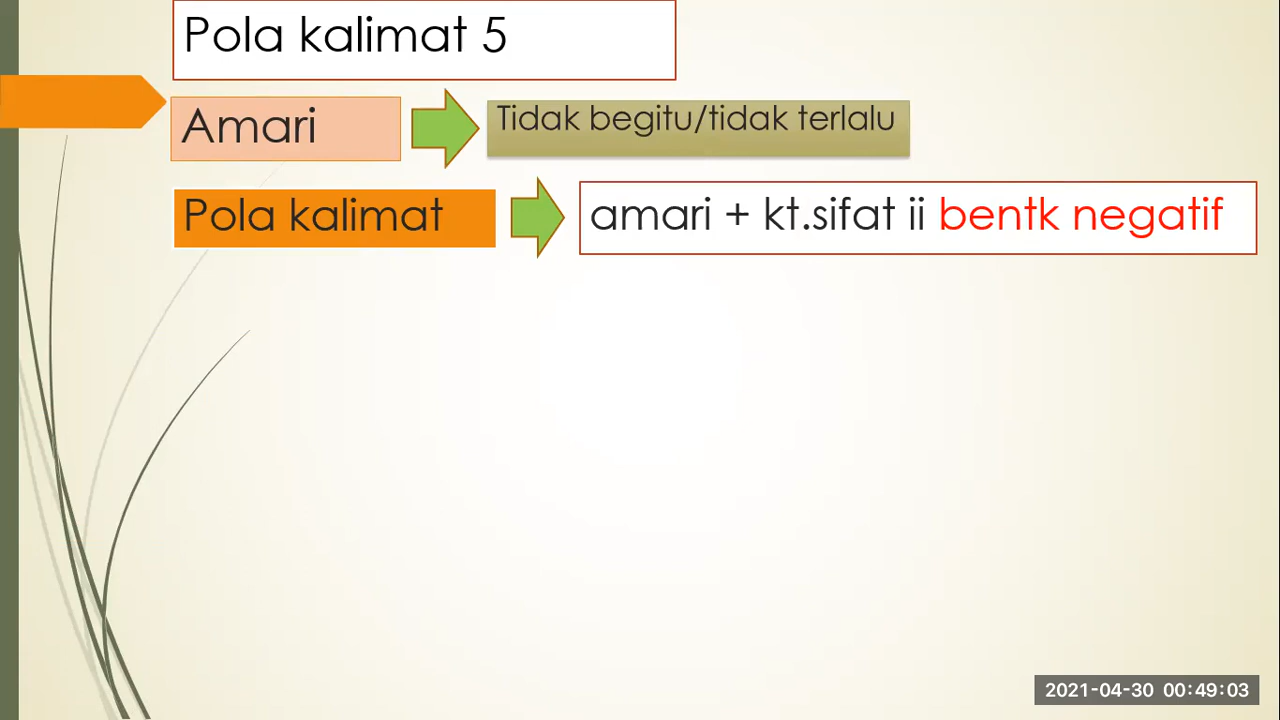 Pola kalimat 5
Amari
Tidak begitu/tidak terlalu
Pola kalimat
amari + kt.sifat ii bentk negatif
2021-04-30 00:49:03